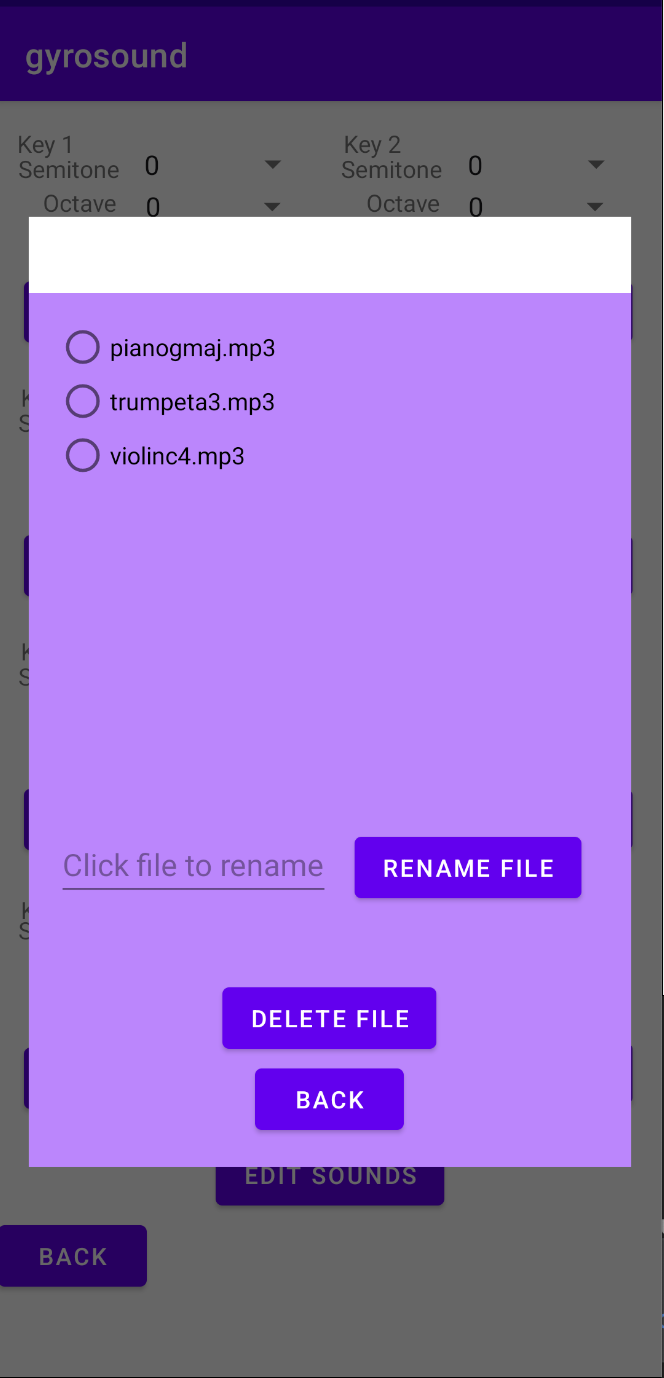 gyrosound
Key 1
Key 2
Semitone 0
Semitone 0
Octave 0
Octave 0
pianogmaj.mp3
trumpeta3.mp3
violinc4.mp3
Click file to rename
RENAME FILE
DELETE FILE
BACK
EDIT SOUNDS
BACK